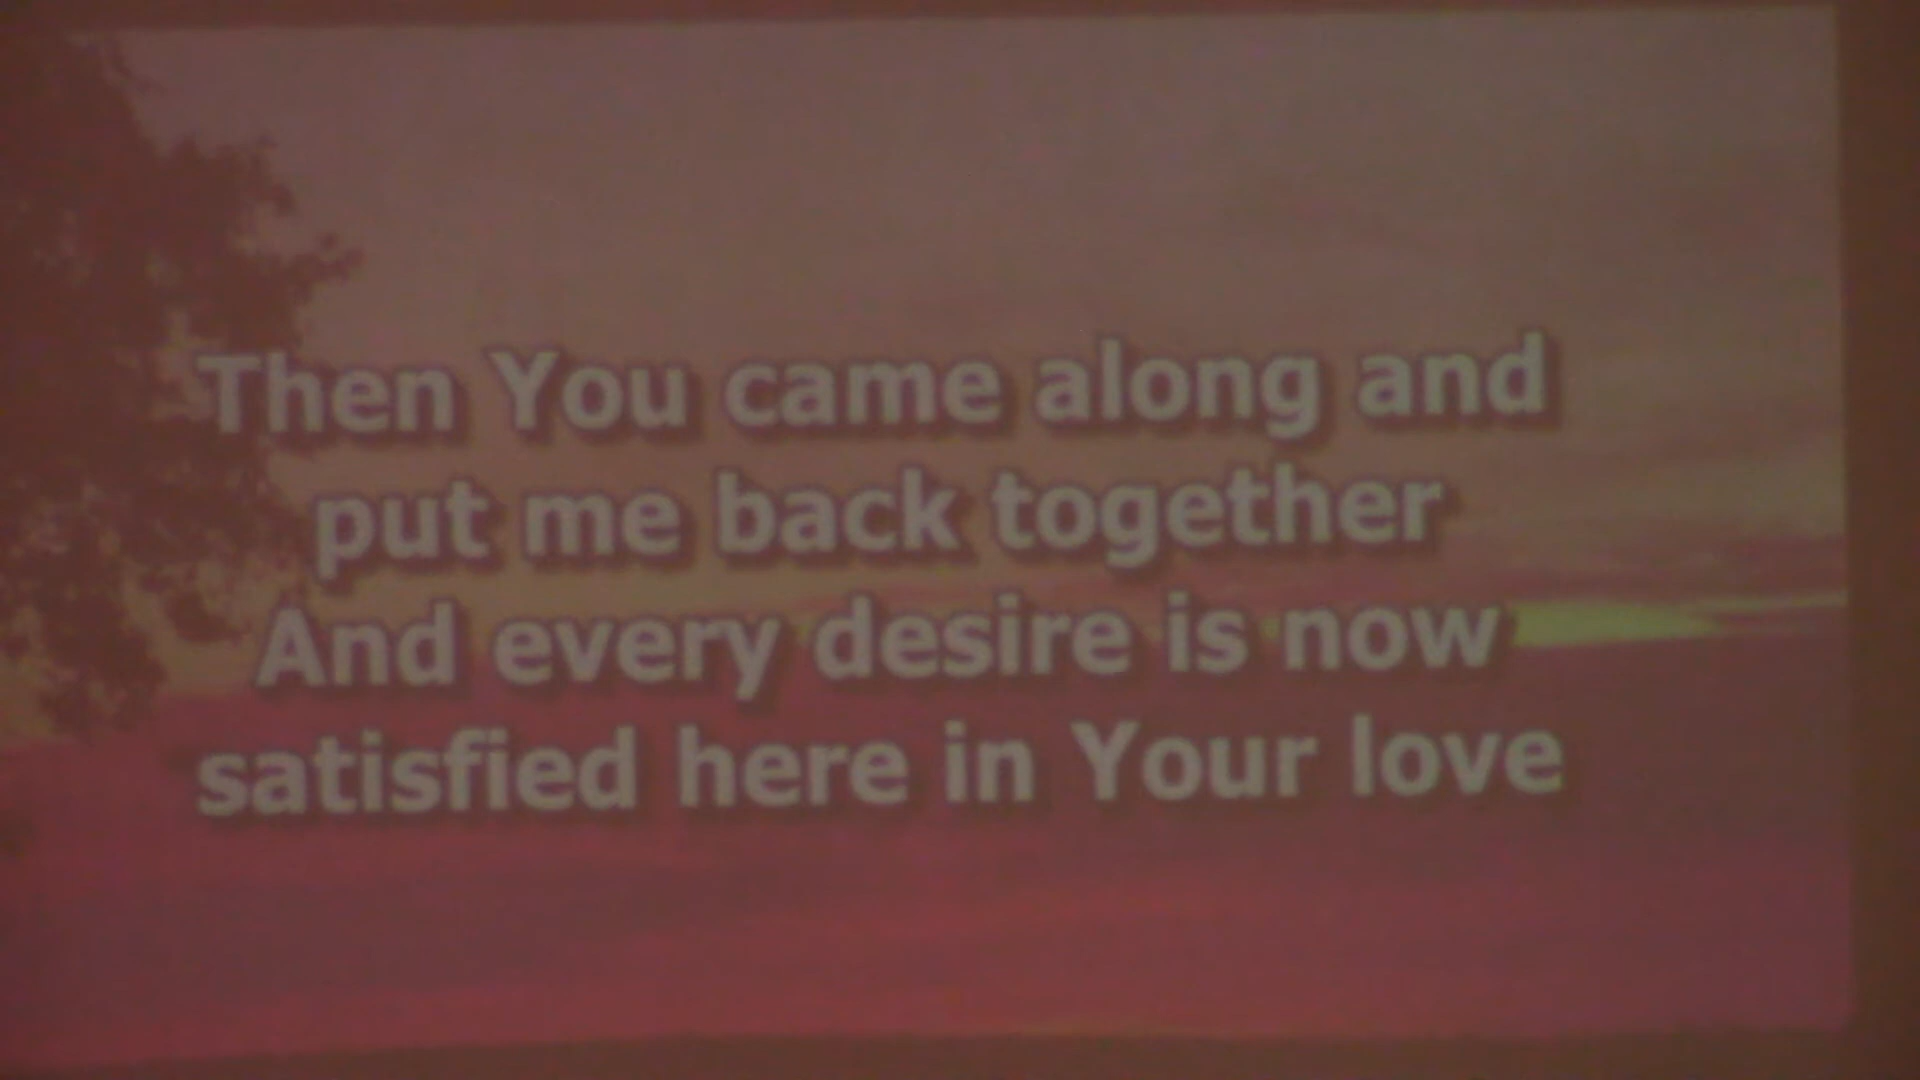 Then You came along and
put me back together
And every desire is now
satisfied here in Your love